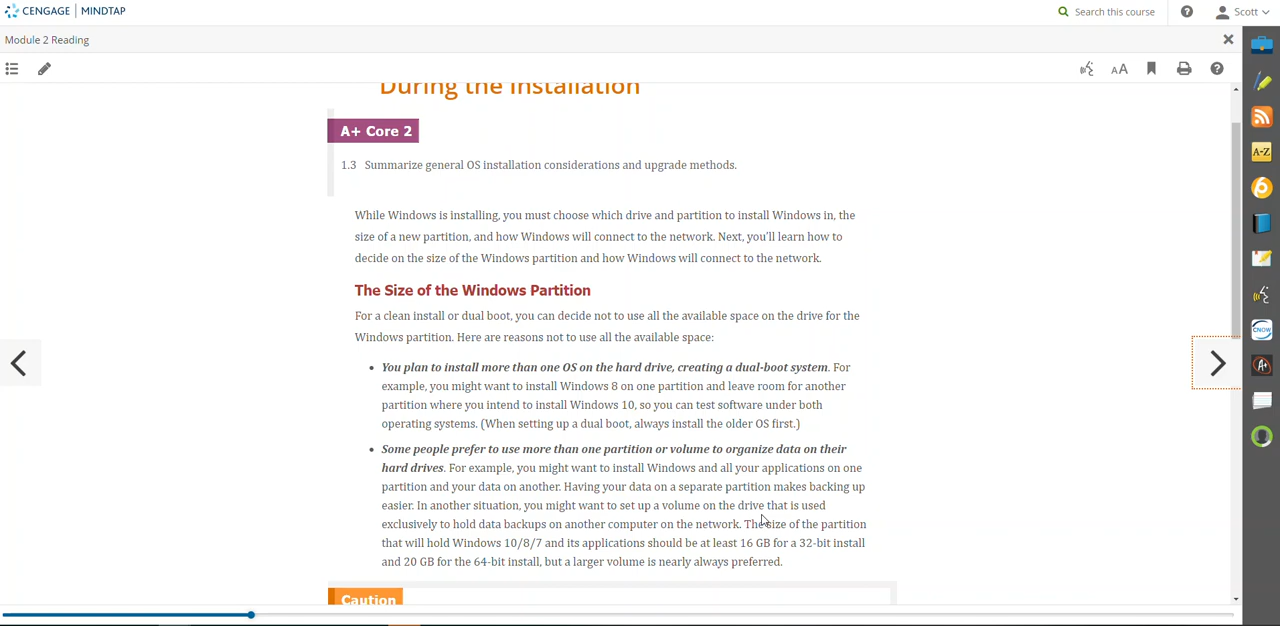 CENGAGE | MINDTAP
Search this course
Scott
Module 2 Reading
AA
During the Installation
A+ Core 2
1.3 Summarize general OS installation considerations and upgrade methods.
While Windows is installing, you must choose which drive and partition to install Windows in, the
size of a new partition, and how Windows will connect to the network. Next, you'll learn how to
decide on the size of the Windows partition and how Windows will connect to the network.
The Size of the Windows Partition
For a clean install or dual boot, you can decide not to use all the available space on the drive for the
Windows partition. Here are reasons not to use all the available space:
• You plan to install more than one OS on the hard drive, creating a dual-boot system. For
example, you might want to install Windows 8 on one partition and leave room for another
partition where you intend to install Windows 10, so you can test software under both
operating systems. (When setting up a dual boot, always install the older OS first.)
• Some people prefer to use more than one partition or volume to organize data on their
hard drives. For example, you might want to install Windows and all your applications on one
partition and your data on another. Having your data on a separate partition makes backing up
easier. In another situation, you might want to set up a volume on the drive that is used
exclusively to hold data backups on another computer on the network. The size of the partition
that will hold Windows 10/8/7 and its applications should be at least 16 GB for a 32-bit install
and 20 GB for the 64-bit install, but a larger volume is nearly always preferred.
Caution
A-Z
CNOW
A+